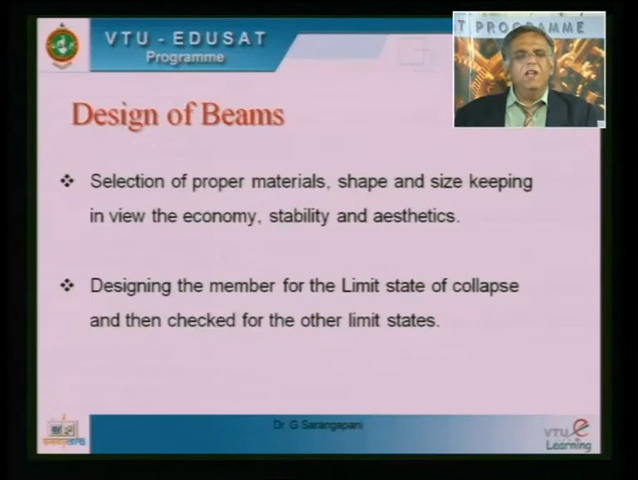 VTU - EDUSAT
Programme
T PROGRAMME
Design of Beams
❖ Selection of proper materials, shape and size keeping
in view the economy, stability and aesthetics.
❖ Designing the member for the Limit state of collapse
and then checked for the other limit states.
Dr G Sarangapani
VTU e
Learning